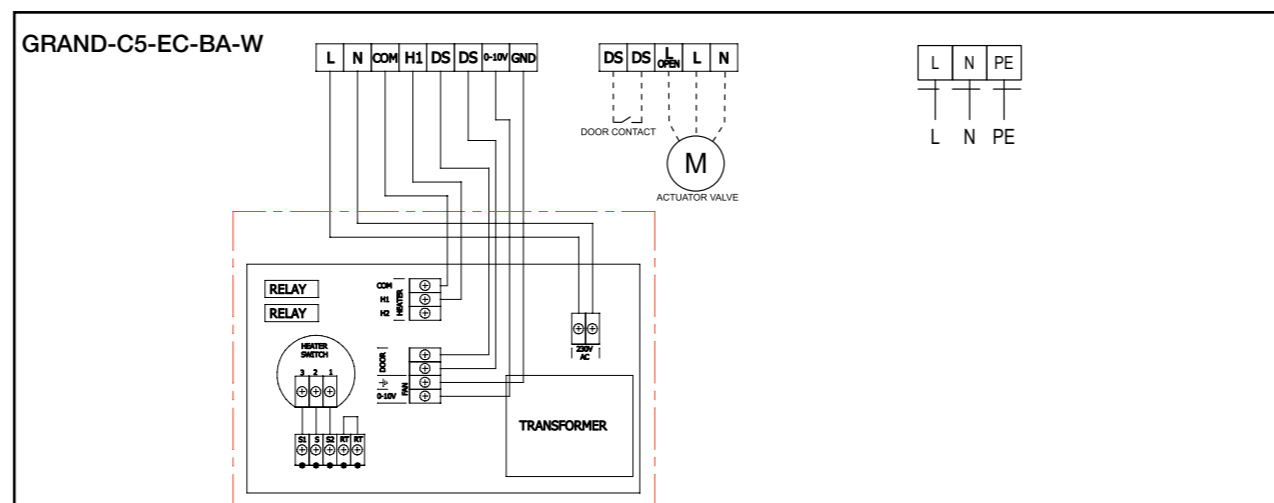 GRAND-C5-EC-BA-W
L N COM H1 DS DS 0-10V GND
DS DS L OPEN L N
L N PE
DOOR CONTACT
L N PE
M
ACTUATOR VALVE
RELAY
RELAY
COM
H1
H2
HEATER
HEATER
SWITCH
3 2 1
DOOR
FAN
0-10V
230V
AC
TRANSFORMER
S1 S S2 RT RT